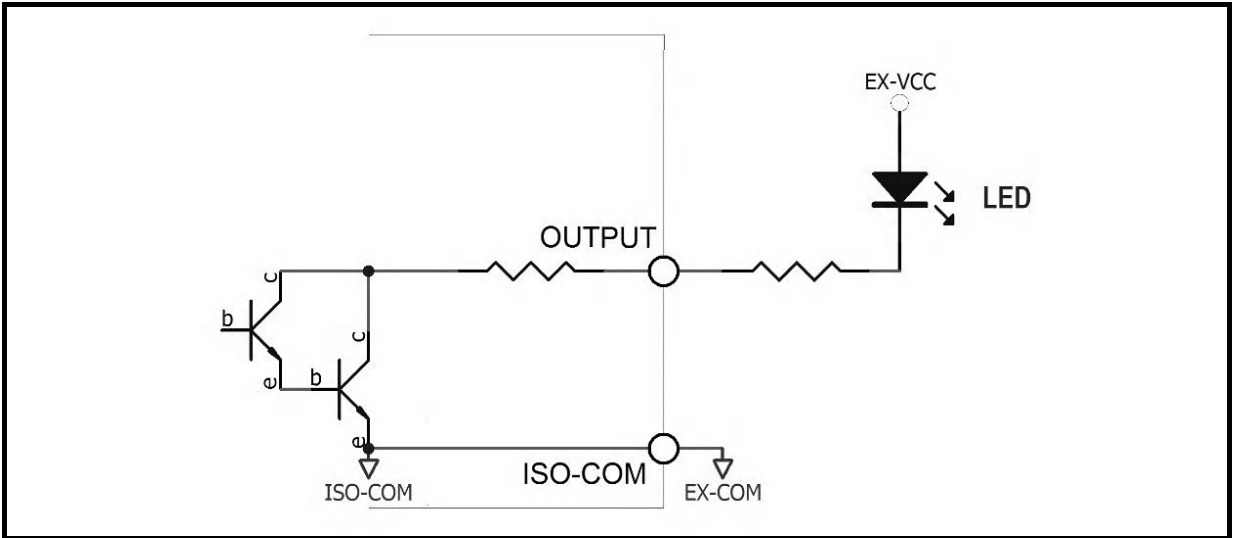 EX-VCC
LED
OUTPUT
c
b
c
e
b
e
ISO-COM
ISO-COM
EX-COM